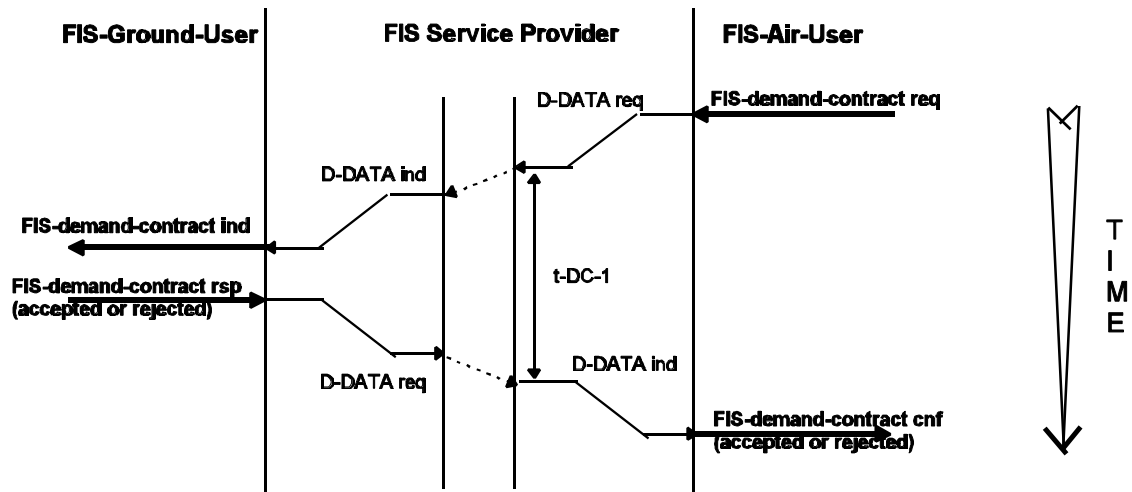 FIS-Ground-User
FIS Service Provider
FIS-Air-User
D-DATA req
FIS-demand-contract req
D-DATA ind
FIS-demand-contract ind
t-DC-1
FIS-demand-contract rsp
(accepted or rejected)
D-DATA req
D-DATA ind
FIS-demand-contract cnf
(accepted or rejected)
T
I
M
E